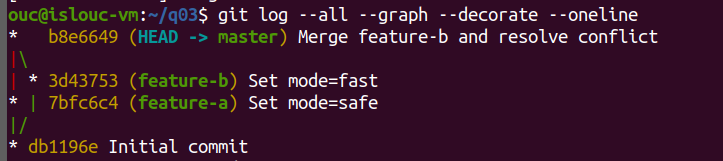 ouc@islouc-vm:~/q03$ git log --all --graph --decorate --oneline
*   b8e6649 (HEAD -> master) Merge feature-b and resolve conflict
|\
| * 3d43753 (feature-b) Set mode=fast
* | 7bfc6c4 (feature-a) Set mode=safe
|/
* db1196e Initial commit